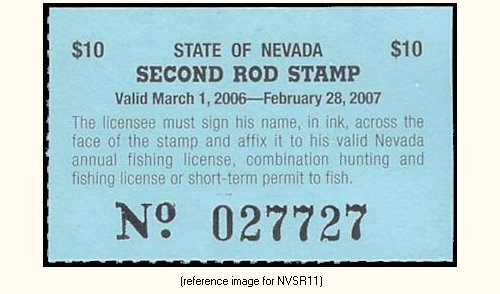 $10 STATE OF NEVADA $10
SECOND ROD STAMP
Valid March 1, 2006—February 28, 2007
The licensee must sign his name, in ink, across the
face of the stamp and affix it to his valid Nevada
annual fishing license, combination hunting and
fishing license or short-term permit to fish.
Nº 027727
(reference image for NVSR11)